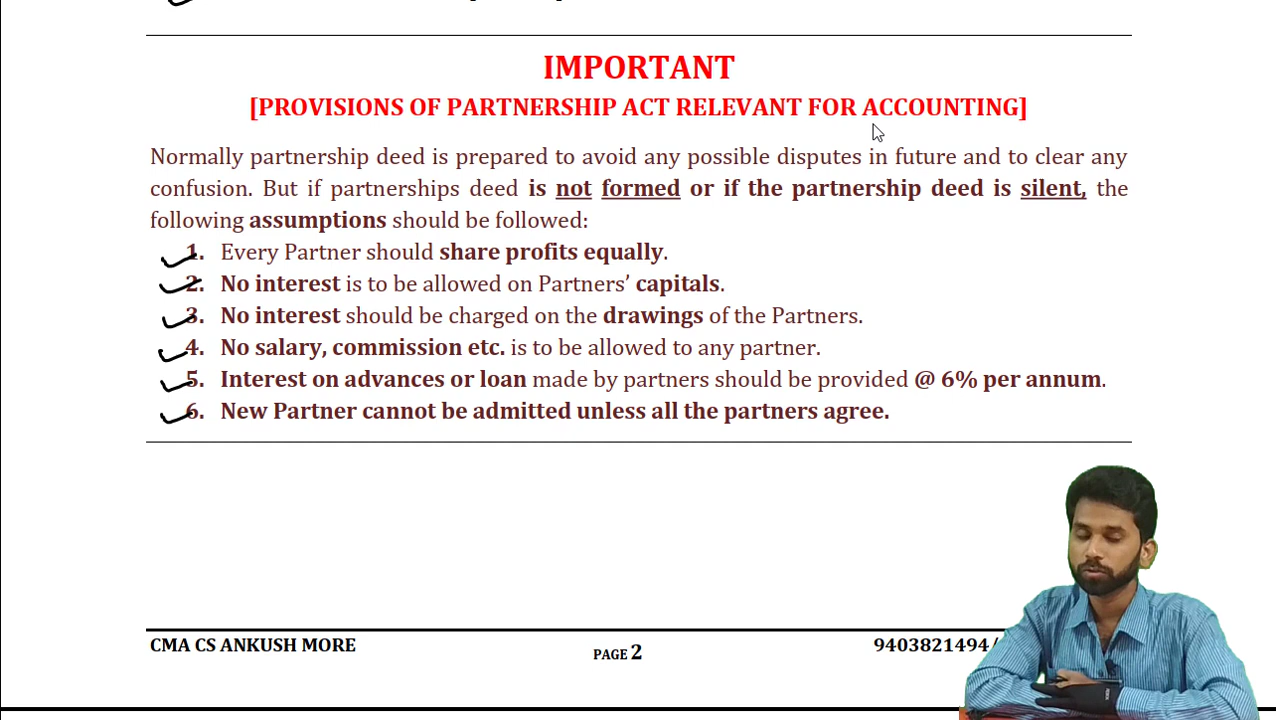 IMPORTANT
[PROVISIONS OF PARTNERSHIP ACT RELEVANT FOR ACCOUNTING]
Normally partnership deed is prepared to avoid any possible disputes in future and to clear any
confusion. But if partnerships deed is not formed or if the partnership deed is silent, the
following assumptions should be followed:
1. Every Partner should share profits equally.
2. No interest is to be allowed on Partners’ capitals.
3. No interest should be charged on the drawings of the Partners.
4. No salary, commission etc. is to be allowed to any partner.
5. Interest on advances or loan made by partners should be provided @ 6% per annum.
6. New Partner cannot be admitted unless all the partners agree.
CMA CS ANKUSH MORE
PAGE 2
9403821494/